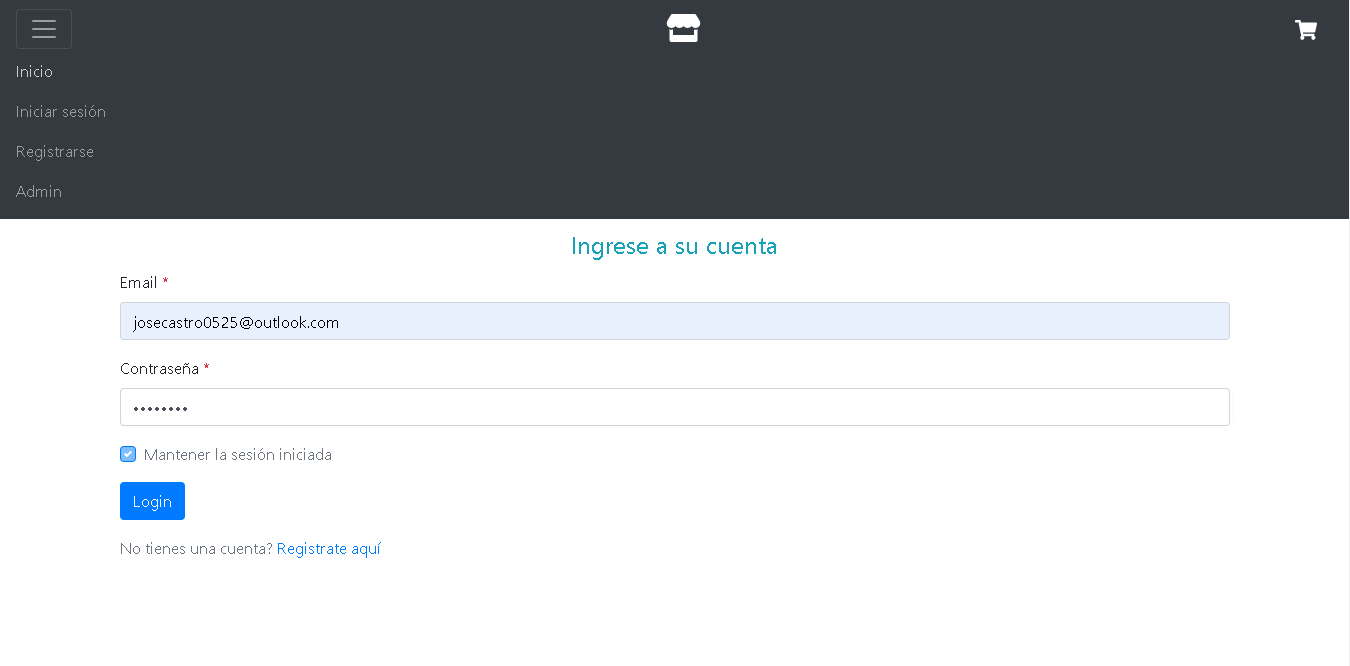 Inicio
Iniciar sesión
Registrarse
Admin
Ingrese a su cuenta
Email *
josecastro0525@outlook.com
Contraseña *
••••••••
Mantener la sesión iniciada
Login
No tienes una cuenta? Registrate aquí